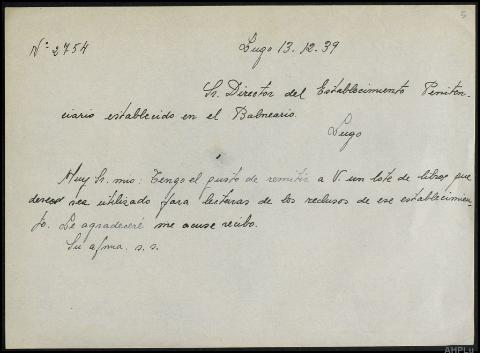 5
Nº 2754
Lugo 13.12.39
Sr. Director del Establecimiento Peniten-
ciario establecido en el Balneario.
Lugo
Muy Sr. mio: Tengo el gusto de remitir a V. un lote de libros que
deseo sea utilizado para lecturas de los reclusos de ese establecimien-
to. Le agradeceré me acuse recibo.
Su afma. s.s.
AHPLu